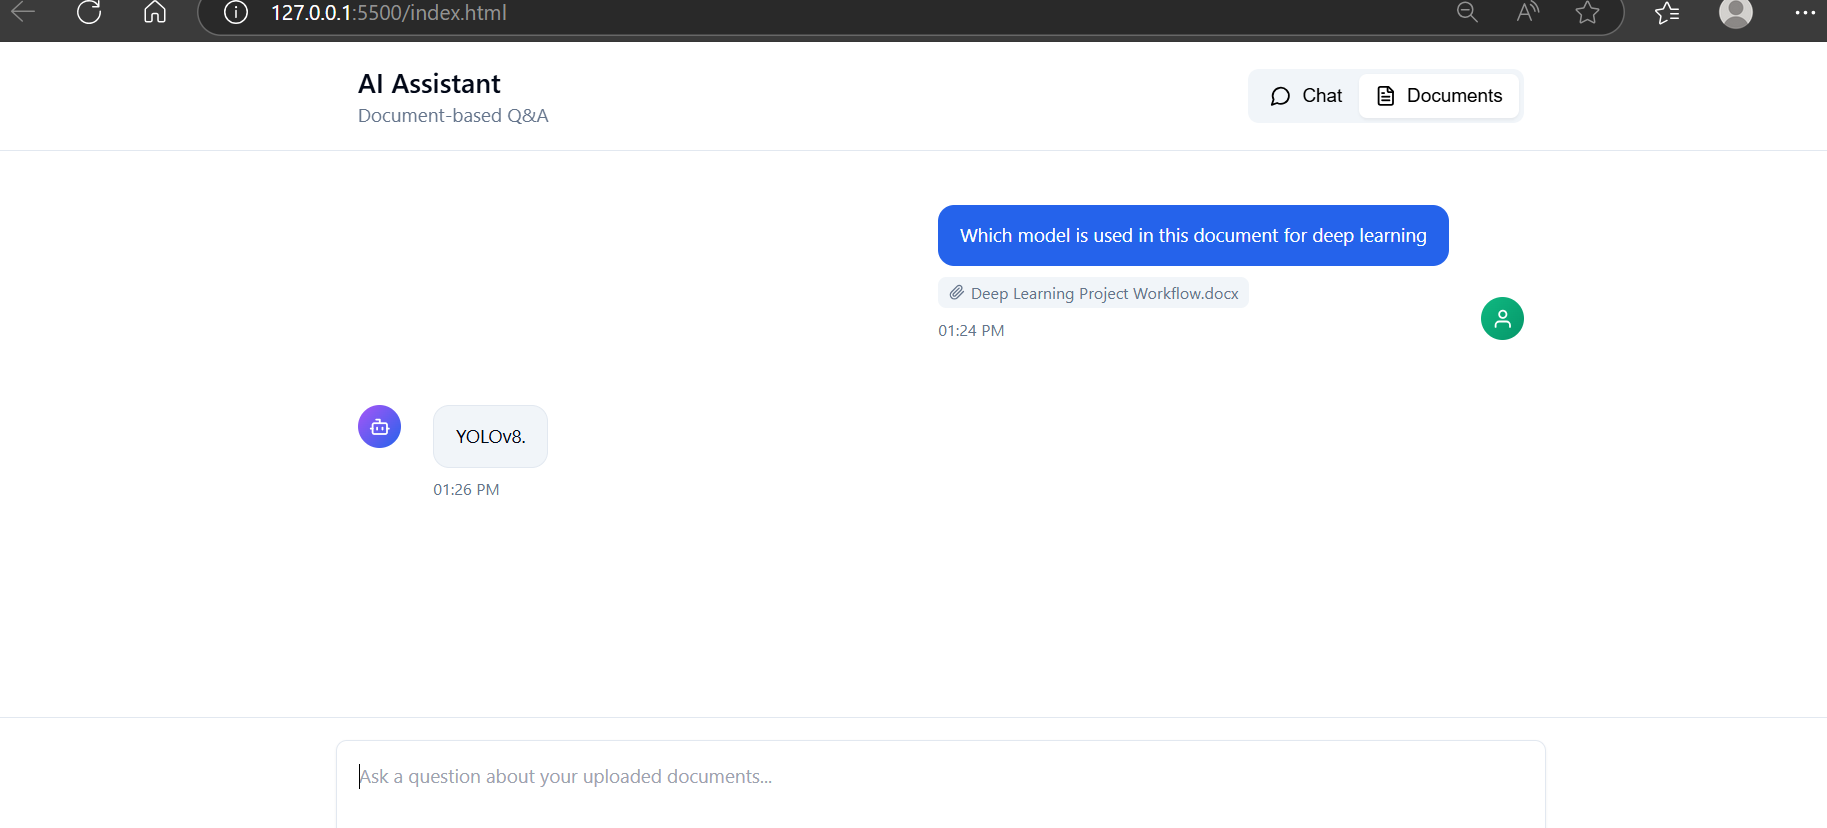 127.0.0.1:5500/index.html
AI Assistant
Document-based Q&A
Chat
Documents
Which model is used in this document for deep learning
Deep Learning Project Workflow.docx
01:24 PM
YOLOv8.
01:26 PM
Ask a question about your uploaded documents...